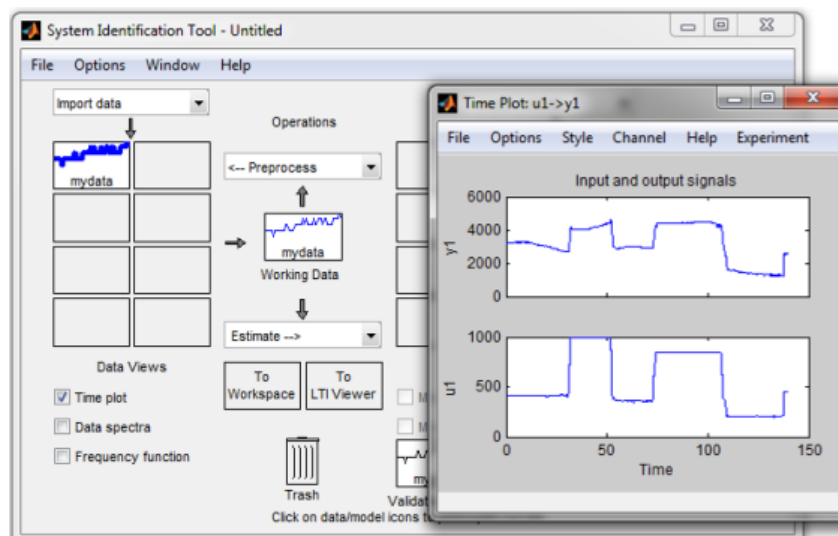 System Identification Tool - Untitled
File Options Window Help
Import data
mydata
Operations
<-- Preprocess
mydata
Working Data
Estimate -->
Data Views
Time plot
Data spectra
Frequency function
To
Workspace
To
LTI Viewer
Trash
Click on data/model icons to
Time Plot: u1->y1
File Options Style Channel Help Experiment
Input and output signals
6000
4000
2000
0
y1
1000
500
0
u1
0 50 100 150
Time